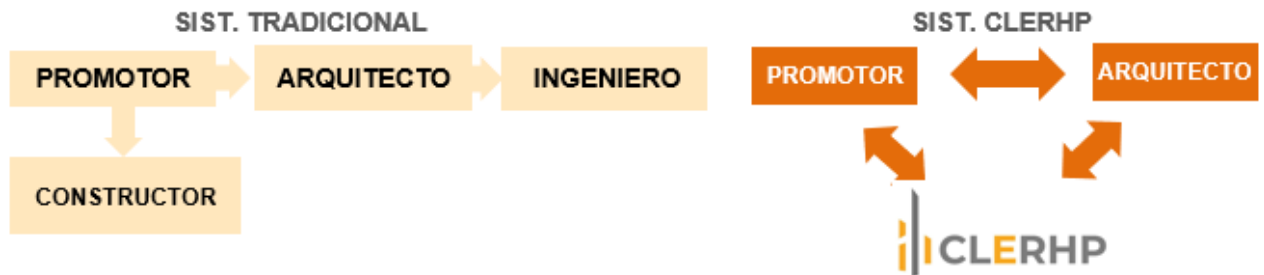 SIST. TRADICIONAL
PROMOTOR
ARQUITECTO
INGENIERO
CONSTRUCTOR
SIST. CLERHP
PROMOTOR
ARQUITECTO
CLERHP